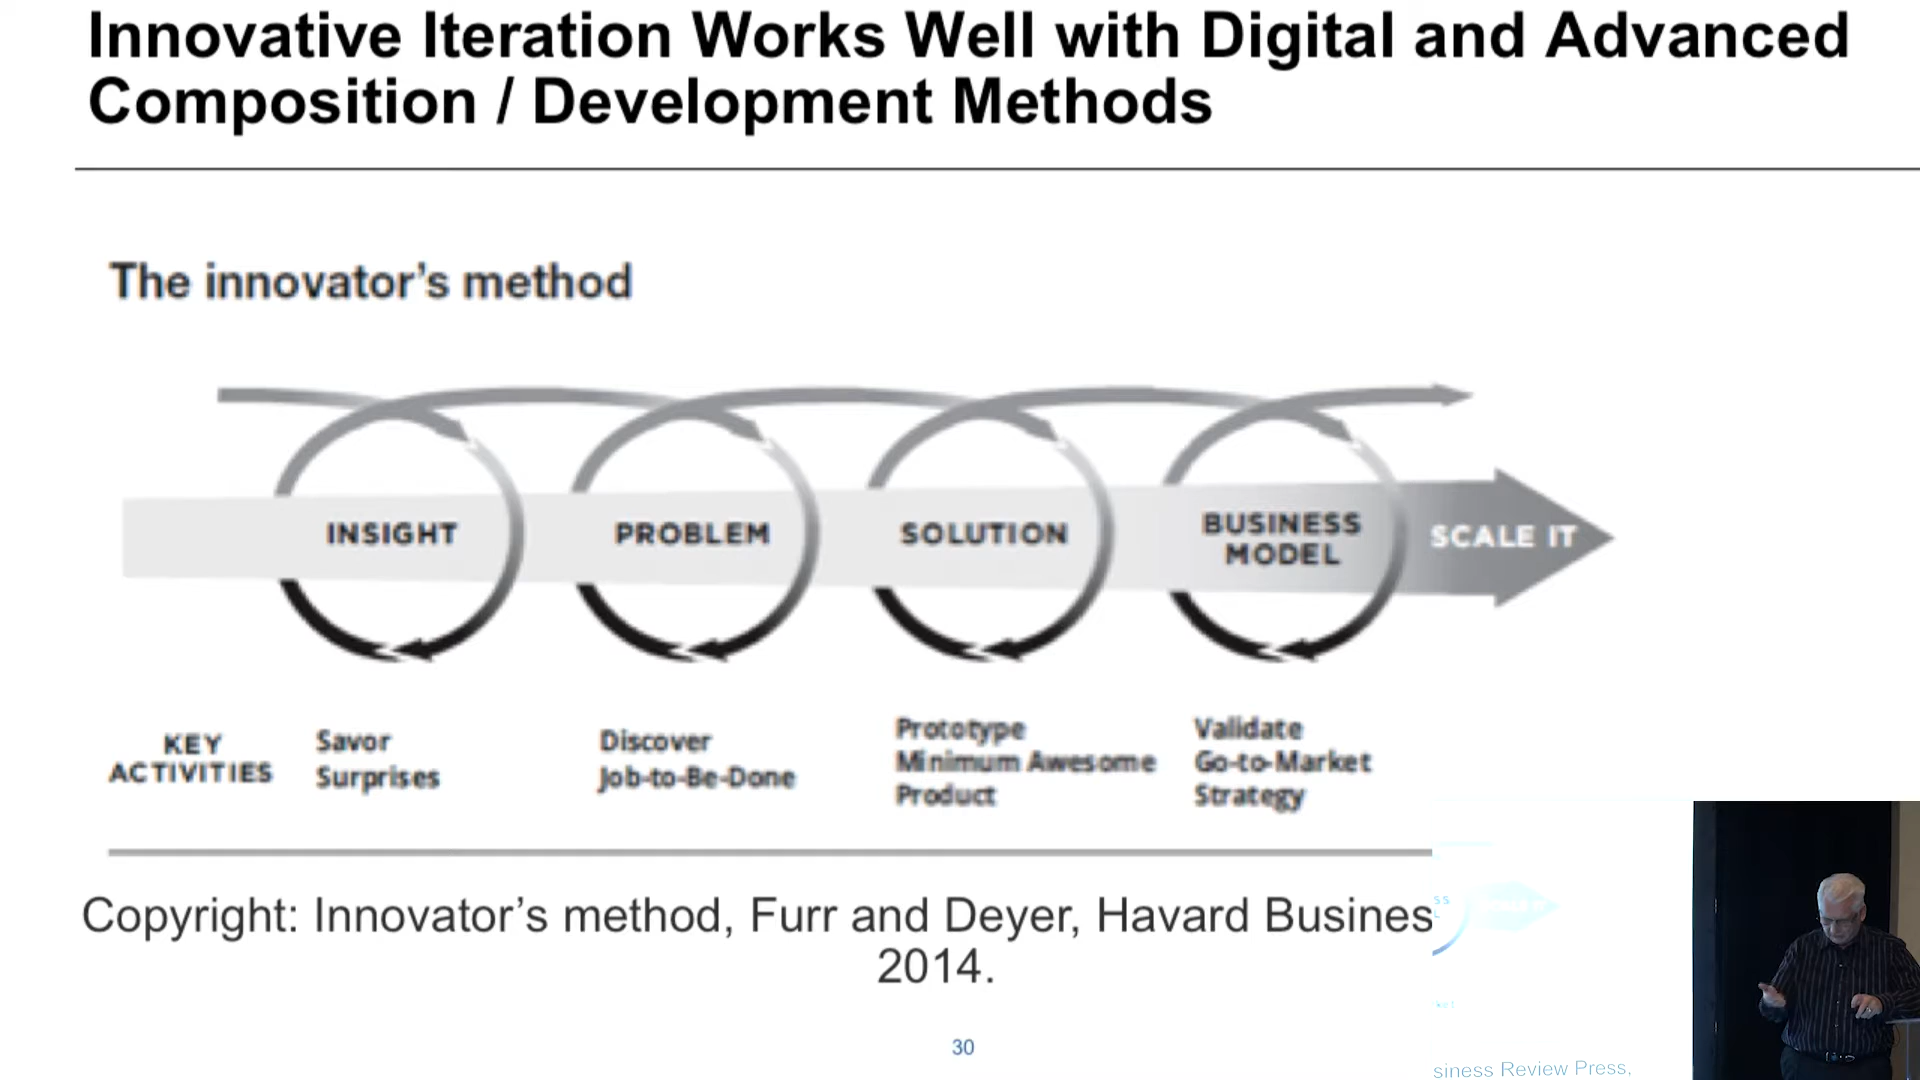 Innovative Iteration Works Well with Digital and Advanced
Composition / Development Methods
The innovator's method
INSIGHT
PROBLEM
SOLUTION
BUSINESS
MODEL
SCALE IT
KEY
ACTIVITIES
Savor
Surprises
Discover
Job-to-Be-Done
Prototype
Minimum Awesome
Product
Validate
Go-to-Market
Strategy
Copyright: Innovator's method, Furr and Deyer, Havard Busines
2014.
30
siness Review Press,